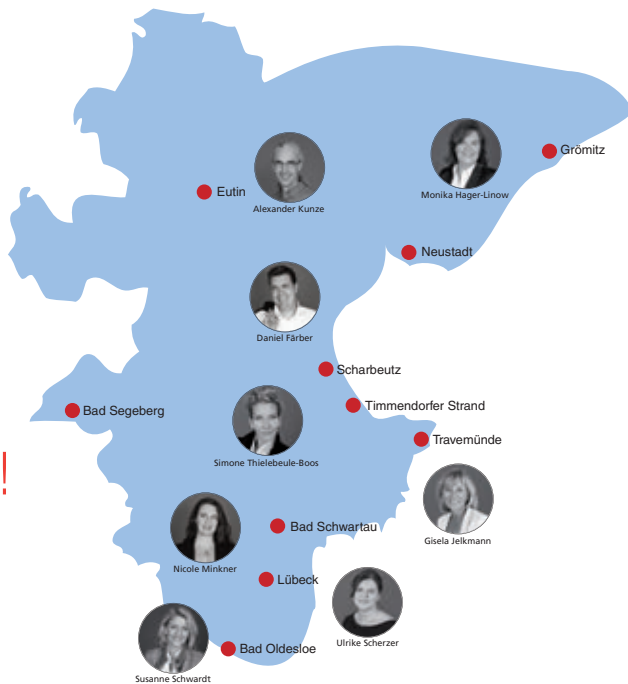 Grömitz
Monika Hager-Linow
Eutin
Alexander Kunze
Neustadt
Daniel Färber
Scharbeutz
Timmendorfer Strand
Bad Segeberg
Travemünde
Simone Thielebeule-Boos
!
Bad Schwartau
Gisela Jelkmann
Nicole Minkner
Lübeck
Ulrike Scherzer
Bad Oldesloe
Susanne Schwardt